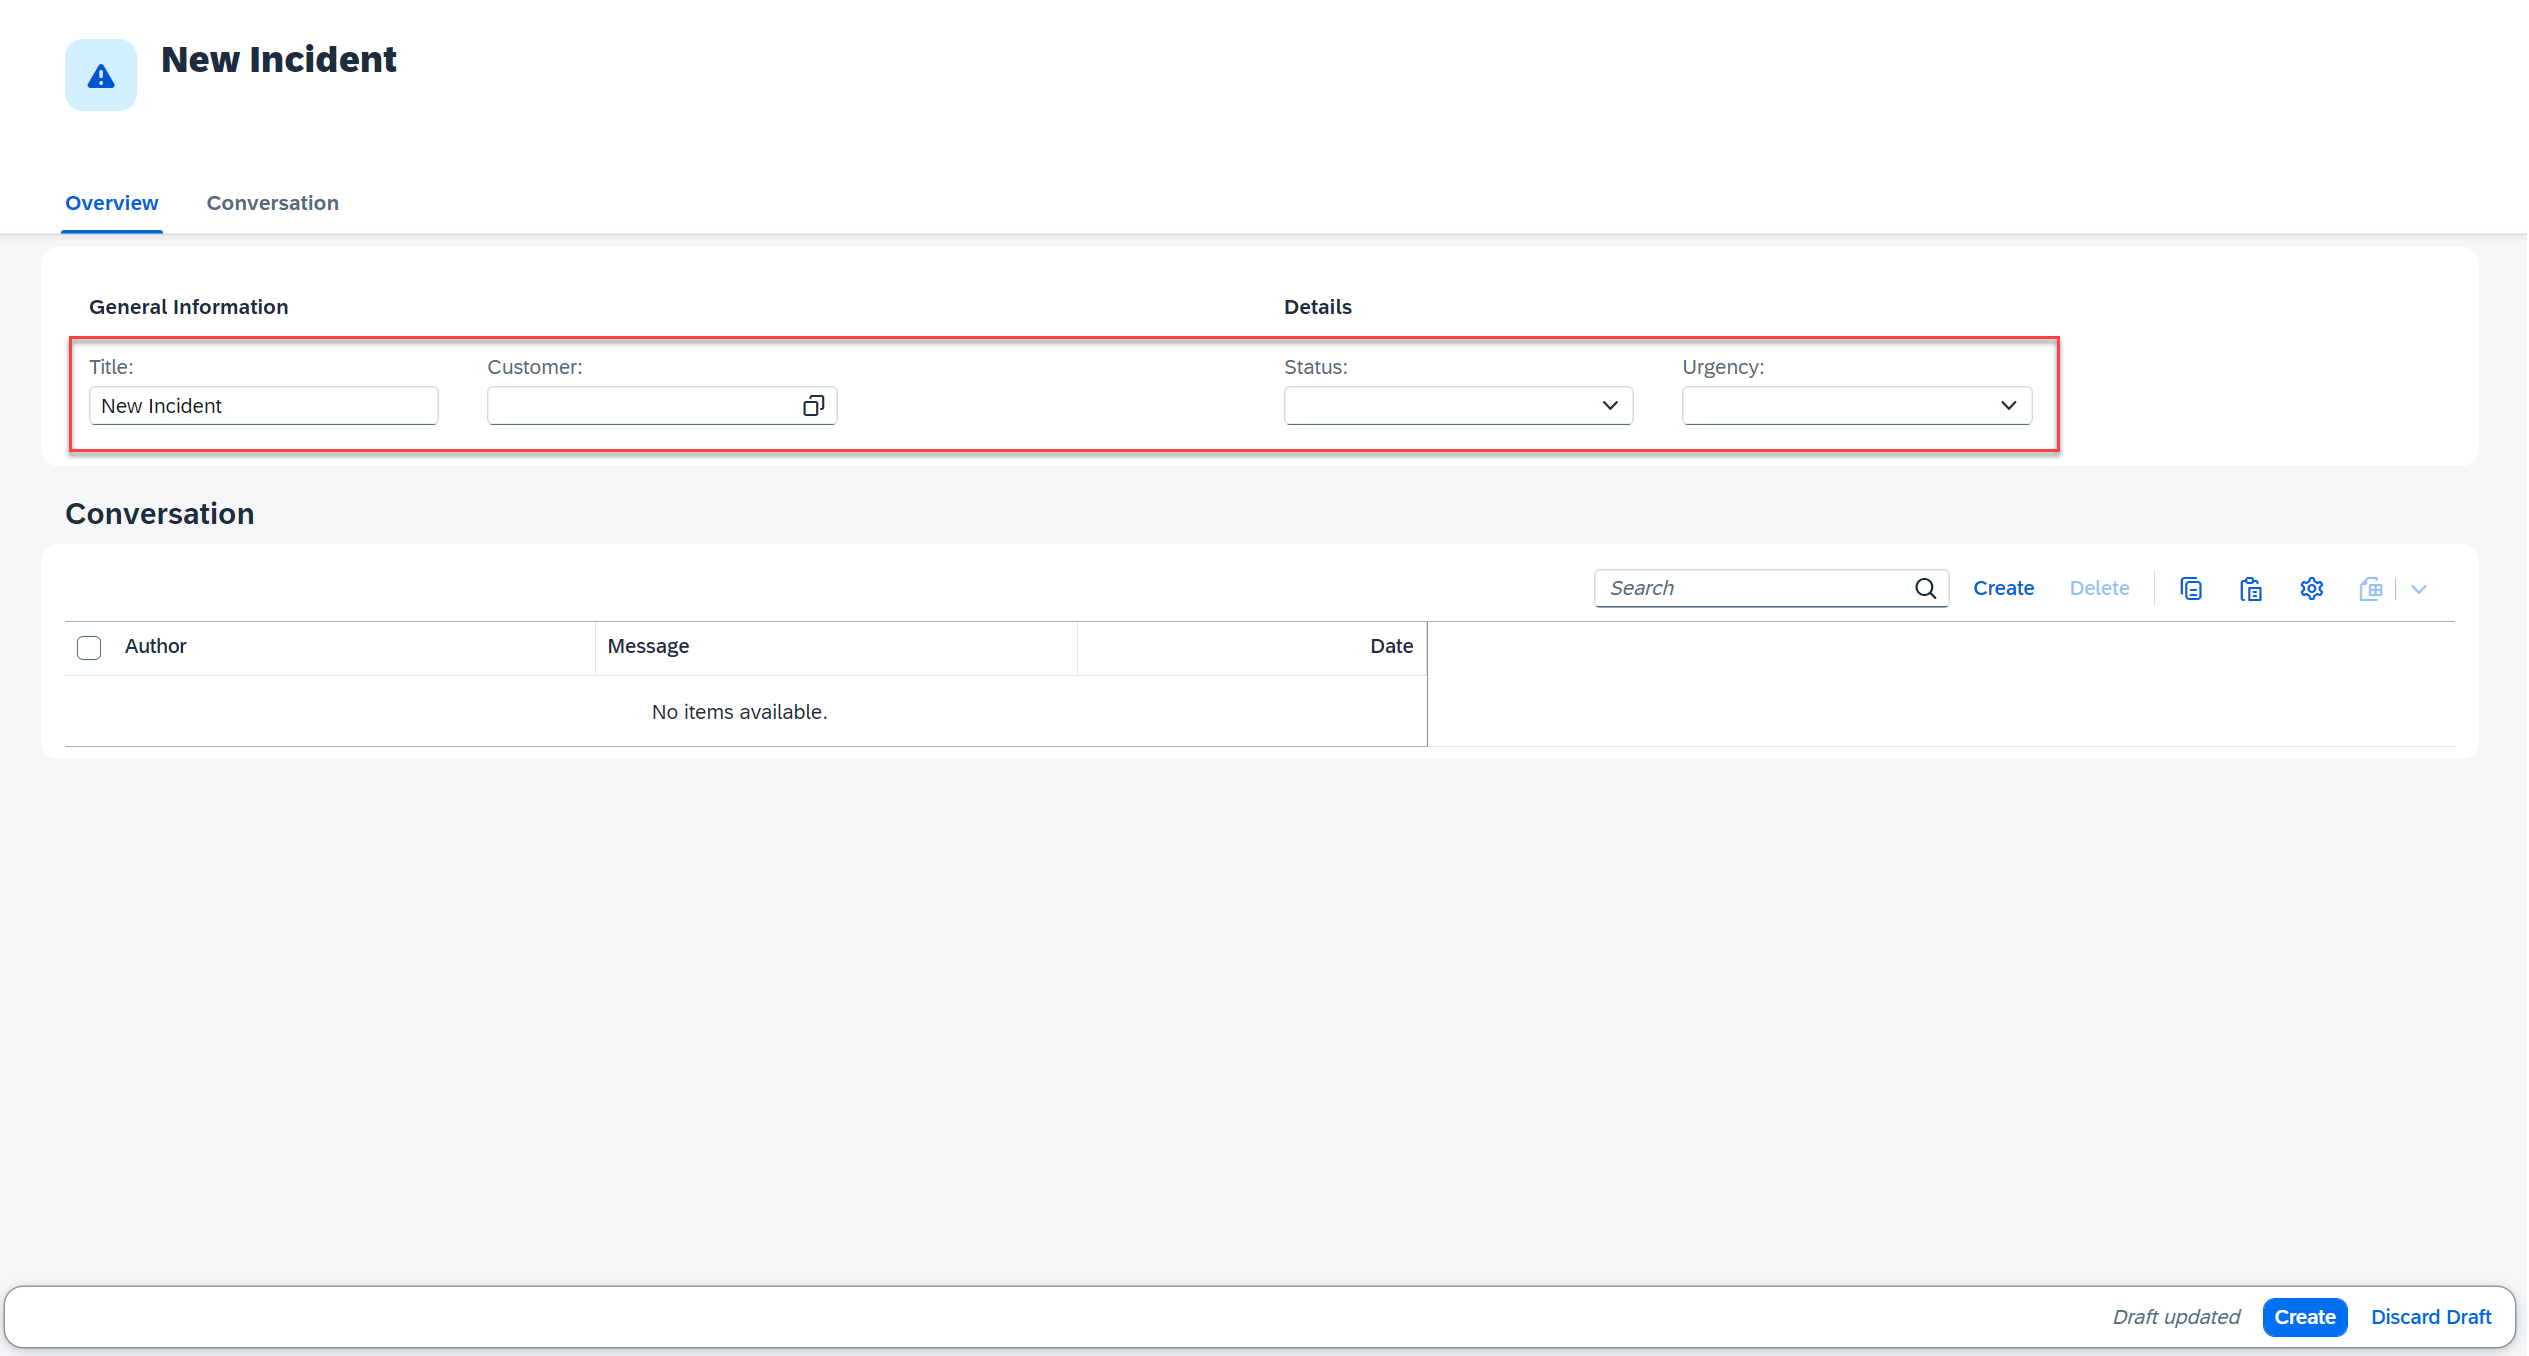 New Incident
Overview Conversation
General Information Details
Title: Customer: Status: Urgency:
New Incident
Conversation
Search Create Delete
Author Message Date
No items available.
Draft updated Create Discard Draft